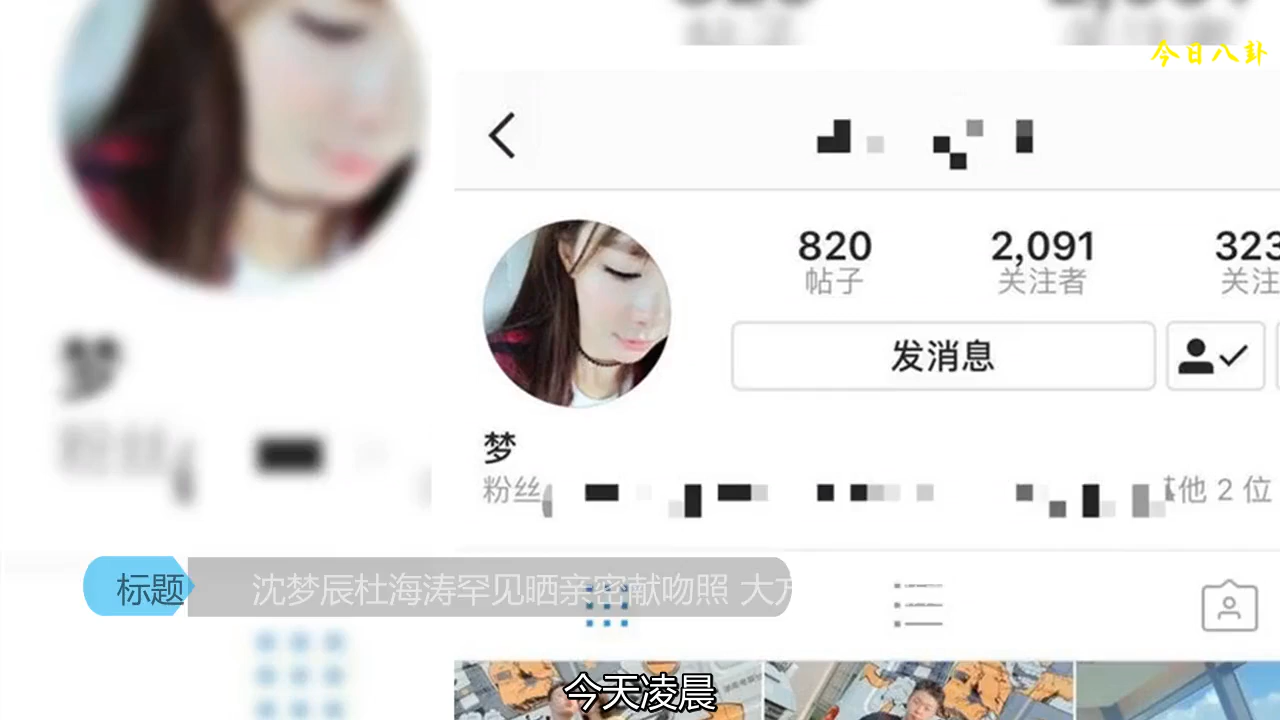 今日八卦
820
2,091
323
帖子
关注者
关注
发消息
梦
粉丝
他 2 位
标题
沈梦辰杜海涛罕见晒亲密献吻照 大方
今天凌晨